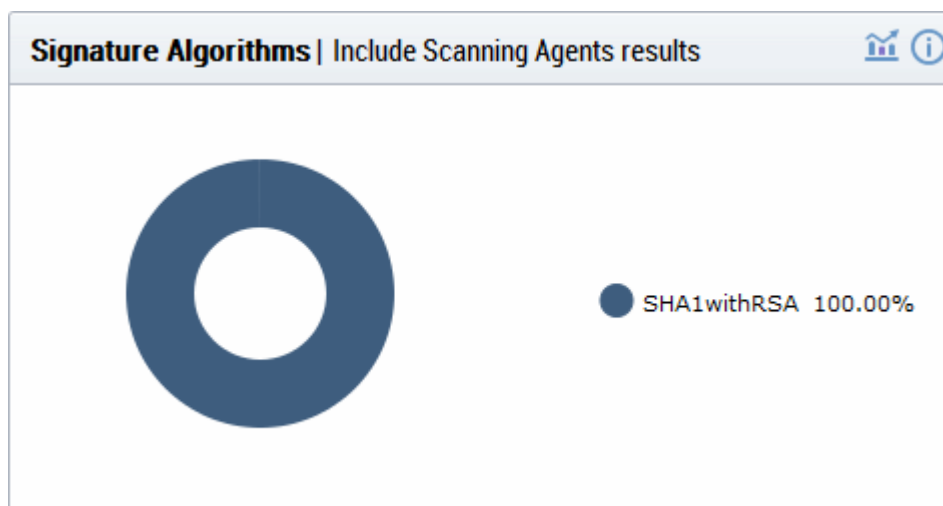 Signature Algorithms | Include Scanning Agents results
SHA1withRSA 100.00%